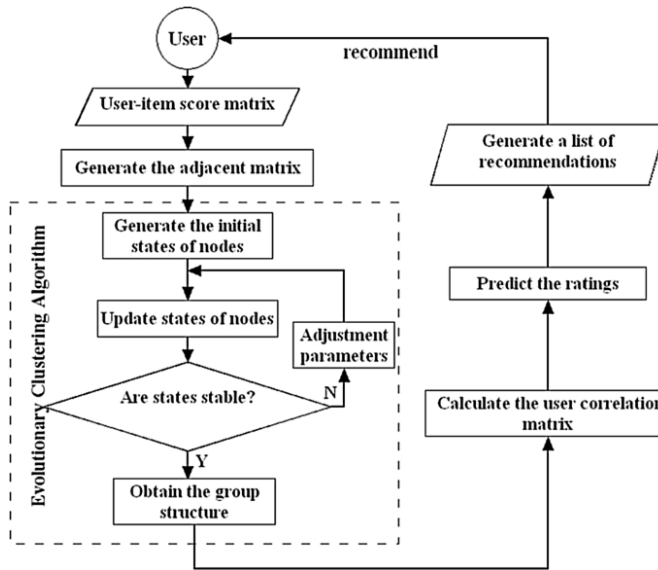 User
recommend
User-item score matrix
Generate the adjacent matrix
Evolutionary Clustering Algorithm
Generate the initial
states of nodes
Update states of nodes
Adjustment
parameters
Are states stable?
N
Y
Obtain the group
structure
Calculate the user correlation
matrix
Predict the ratings
Generate a list of
recommendations